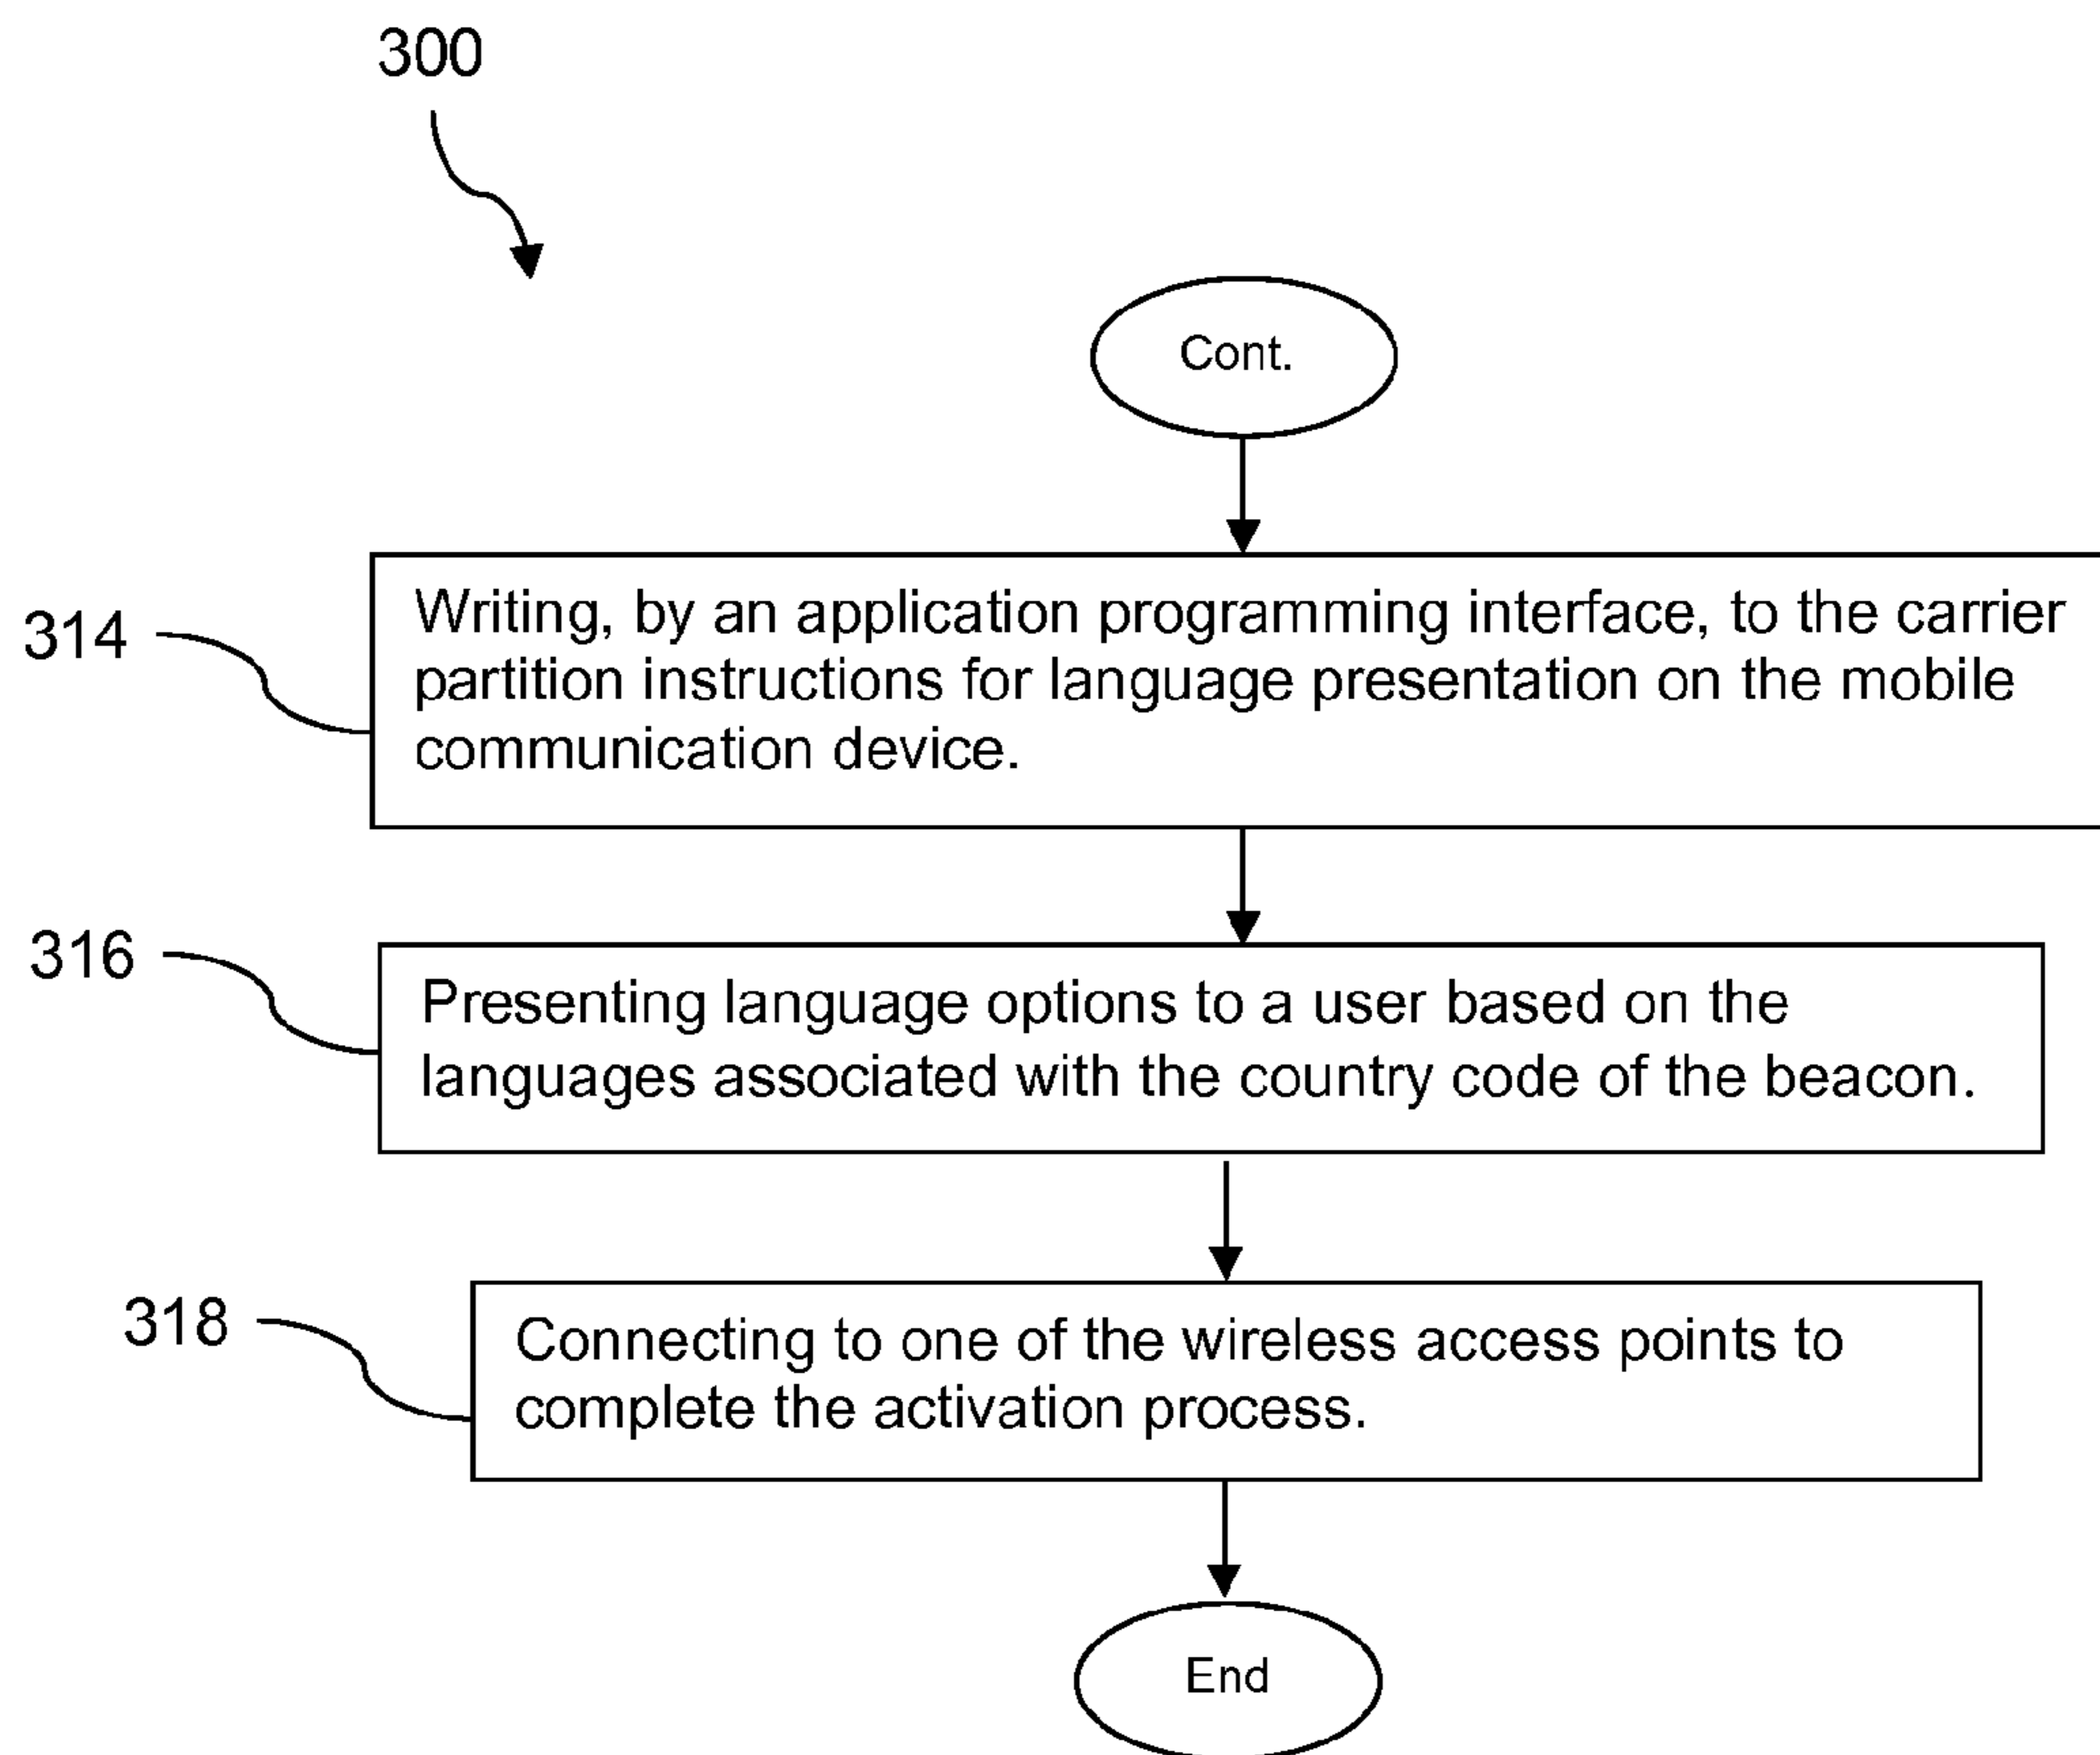 300
Cont.
314
Writing, by an application programming interface, to the carrier
partition instructions for language presentation on the mobile
communication device.
316
Presenting language options to a user based on the
languages associated with the country code of the beacon.
318
Connecting to one of the wireless access points to
complete the activation process.
End